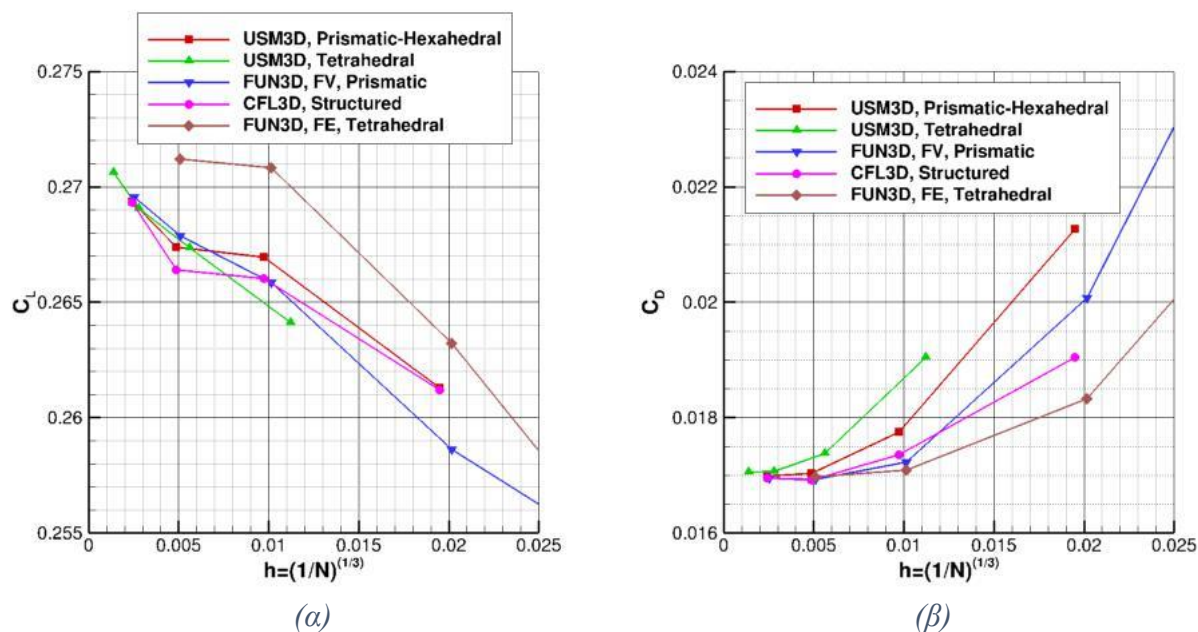 USM3D, Prismatic-Hexahedral
USM3D, Tetrahedral
FUN3D, FV, Prismatic
CFL3D, Structured
FUN3D, FE, Tetrahedral
0.275
0.27
0.265
0.26
0.255
C_L
0
0.005
0.01
0.015
0.02
0.025
h=(1/N)^(1/3)
(α)
0.024
0.022
0.02
0.018
0.016
C_D
USM3D, Prismatic-Hexahedral
USM3D, Tetrahedral
FUN3D, FV, Prismatic
CFL3D, Structured
FUN3D, FE, Tetrahedral
0
0.005
0.01
0.015
0.02
0.025
h=(1/N)^(1/3)
(β)